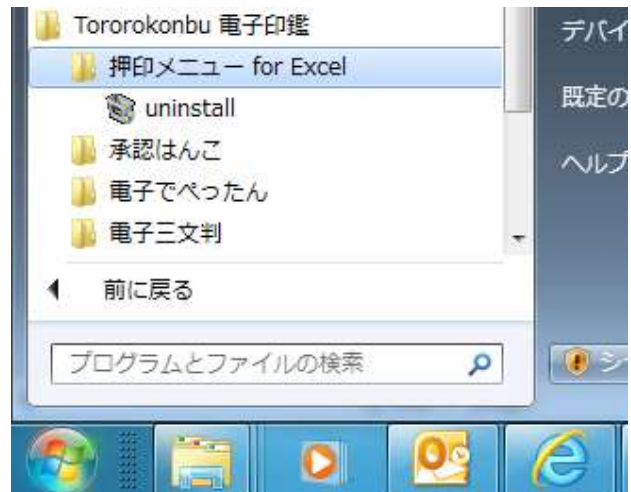 Tororokonbu 電子印鑑
押印メニュー for Excel
uninstall
承認はんこ
電子でぺったん
電子三文判
前に戻る
プログラムとファイルの検索
デバイ
既定の
ヘルプ
シ